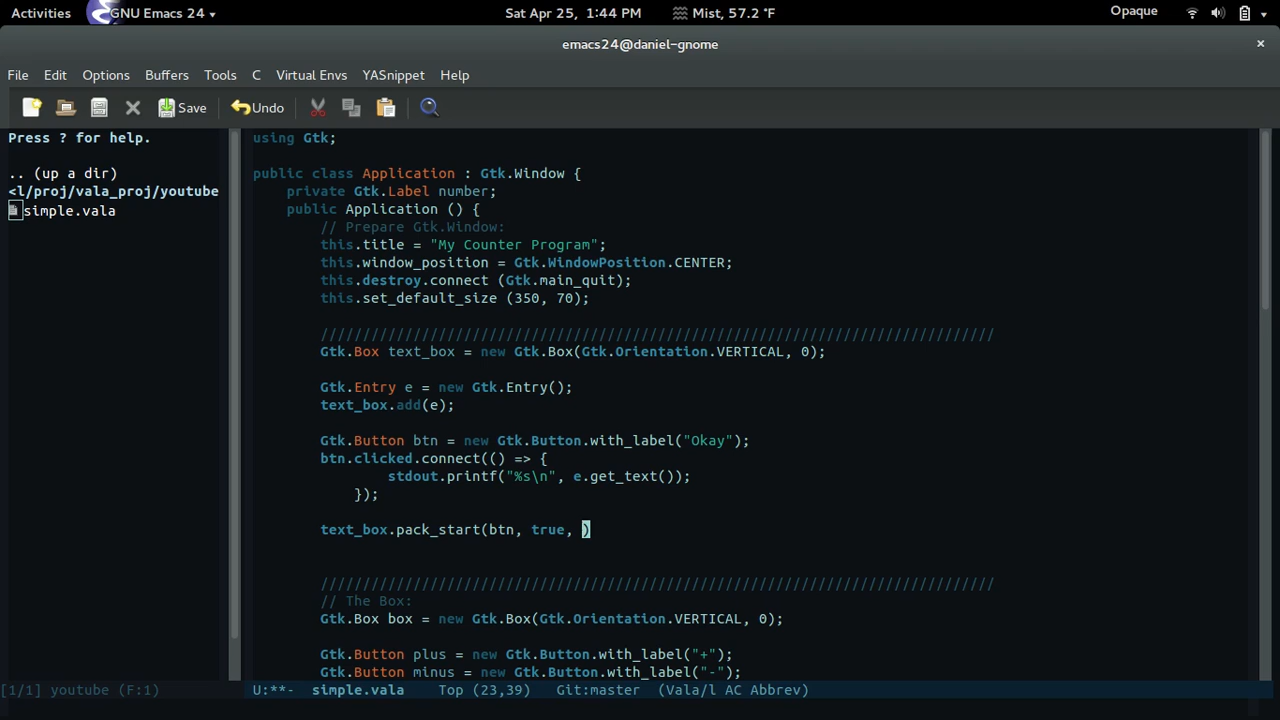 Activities GNU Emacs 24 Sat Apr 25, 1:44 PM Mist, 57.2 °F Opaque
emacs24@daniel-gnome ×
File Edit Options Buffers Tools C Virtual Envs YASnippet Help
Save Undo
Press ? for help.
.. (up a dir)
<l/proj/vala_proj/youtube
simple.vala
using Gtk;
public class Application : Gtk.Window {
private Gtk.Label number;
public Application () {
// Prepare Gtk.Window:
this.title = "My Counter Program";
this.window_position = Gtk.WindowPosition.CENTER;
this.destroy.connect (Gtk.main_quit);
this.set_default_size (350, 70);
////////////////////////////////////////////////////////////////////////////////
Gtk.Box text_box = new Gtk.Box(Gtk.Orientation.VERTICAL, 0);
Gtk.Entry e = new Gtk.Entry();
text_box.add(e);
Gtk.Button btn = new Gtk.Button.with_label("Okay");
btn.clicked.connect(() => {
stdout.printf("%s\n", e.get_text());
});
text_box.pack_start(btn, true, )
////////////////////////////////////////////////////////////////////////////////
// The Box:
Gtk.Box box = new Gtk.Box(Gtk.Orientation.VERTICAL, 0);
Gtk.Button plus = new Gtk.Button.with_label("+");
Gtk.Button minus = new Gtk.Button.with_label("-");
[1/1] youtube (F:1)
U:**- simple.vala Top (23,39) Git:master (Vala/l AC Abbrev)